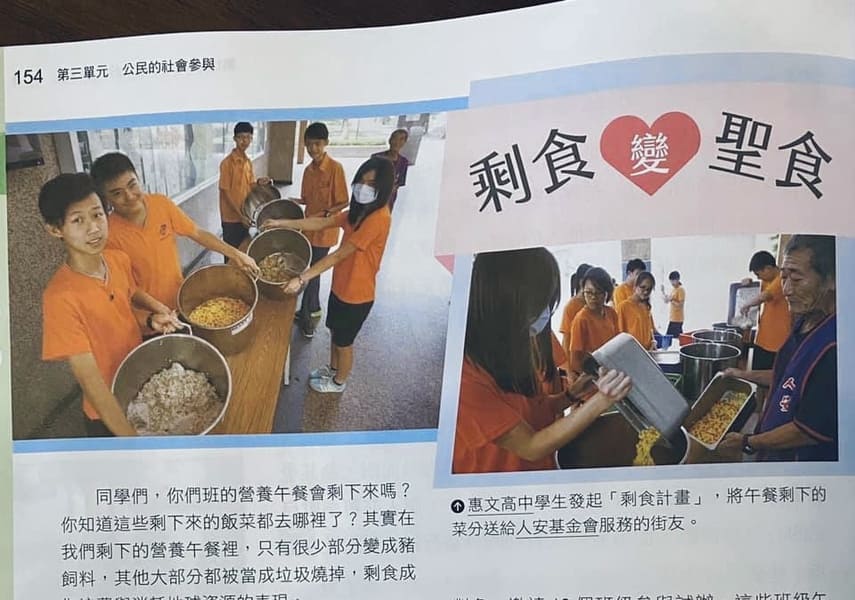 154 第三單元 公民的社會參與
剩食 變 聖食
同學們，你們班的營養午餐會剩下來嗎？
你知道這些剩下來的飯菜都去哪裡了？其實在
我們剩下的營養午餐裡，只有很少部分變成豬
飼料，其他大部分都被當成垃圾燒掉，剩食成
惠文高中學生發起「剩食計畫」，將午餐剩下的
菜分送給人安基金會服務的街友。